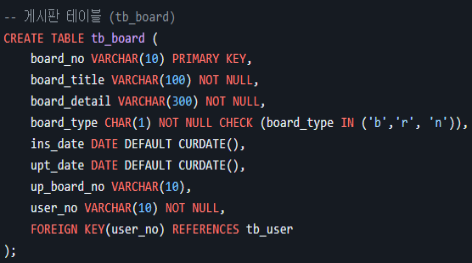 -- 게시판 테이블 (tb_board)
CREATE TABLE tb_board (
    board_no VARCHAR(10) PRIMARY KEY,
    board_title VARCHAR(100) NOT NULL,
    board_detail VARCHAR(300) NOT NULL,
    board_type CHAR(1) NOT NULL CHECK (board_type IN ('b','r', 'n')),
    ins_date DATE DEFAULT CURDATE(),
    upt_date DATE DEFAULT CURDATE(),
    up_board_no VARCHAR(10),
    user_no VARCHAR(10) NOT NULL,
    FOREIGN KEY(user_no) REFERENCES tb_user
);